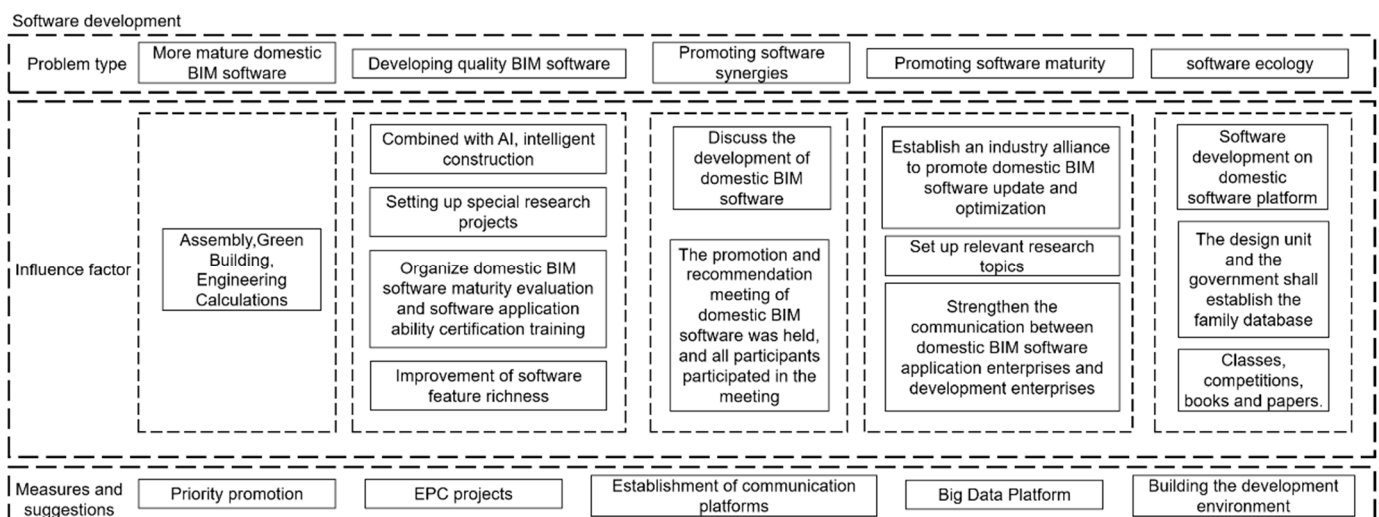 Software development
Problem type
More mature domestic
BIM software
Developing quality BIM software
Promoting software
synergies
Promoting software maturity
software ecology
Influence factor
Assembly,Green
Building,
Engineering
Calculations
Combined with AI, intelligent
construction
Setting up special research
projects
Organize domestic BIM
software maturity evaluation
and software application
ability certification training
Improvement of software
feature richness
Discuss the
development of
domestic BIM
software
The promotion and
recommendation
meeting of
domestic BIM
software was held,
and all participants
participated in the
meeting
Establish an industry alliance
to promote domestic BIM
software update and
optimization
Set up relevant research
topics
Strengthen the
communication between
domestic BIM software
application enterprises and
development enterprises
Software
development on
domestic
software platform
The design unit
and the
government shall
establish the
family database
Classes,
competitions,
books and papers.
Measures and
suggestions
Priority promotion
EPC projects
Establishment of communication
platforms
Big Data Platform
Building the development
environment